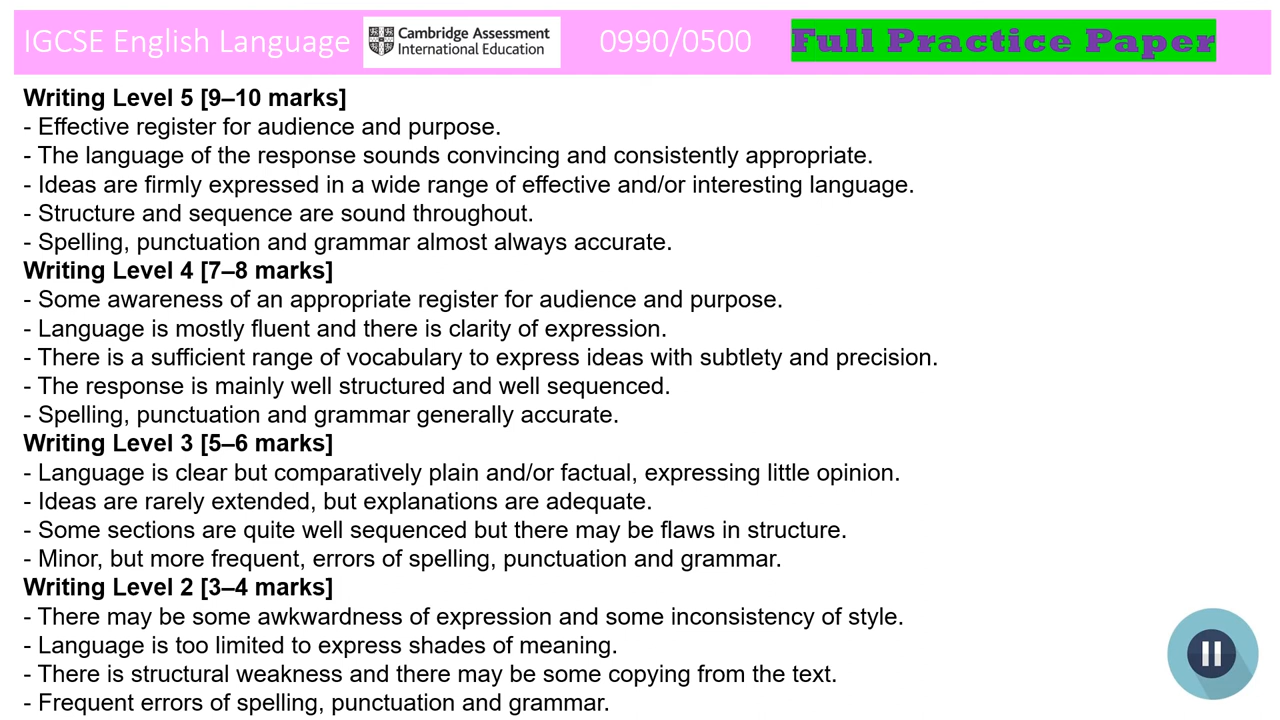 IGCSE English Language Cambridge Assessment International Education 0990/0500 Full Practice Paper
Writing Level 5 [9–10 marks]
- Effective register for audience and purpose.
- The language of the response sounds convincing and consistently appropriate.
- Ideas are firmly expressed in a wide range of effective and/or interesting language.
- Structure and sequence are sound throughout.
- Spelling, punctuation and grammar almost always accurate.
Writing Level 4 [7–8 marks]
- Some awareness of an appropriate register for audience and purpose.
- Language is mostly fluent and there is clarity of expression.
- There is a sufficient range of vocabulary to express ideas with subtlety and precision.
- The response is mainly well structured and well sequenced.
- Spelling, punctuation and grammar generally accurate.
Writing Level 3 [5–6 marks]
- Language is clear but comparatively plain and/or factual, expressing little opinion.
- Ideas are rarely extended, but explanations are adequate.
- Some sections are quite well sequenced but there may be flaws in structure.
- Minor, but more frequent, errors of spelling, punctuation and grammar.
Writing Level 2 [3–4 marks]
- There may be some awkwardness of expression and some inconsistency of style.
- Language is too limited to express shades of meaning.
- There is structural weakness and there may be some copying from the text.
- Frequent errors of spelling, punctuation and grammar.